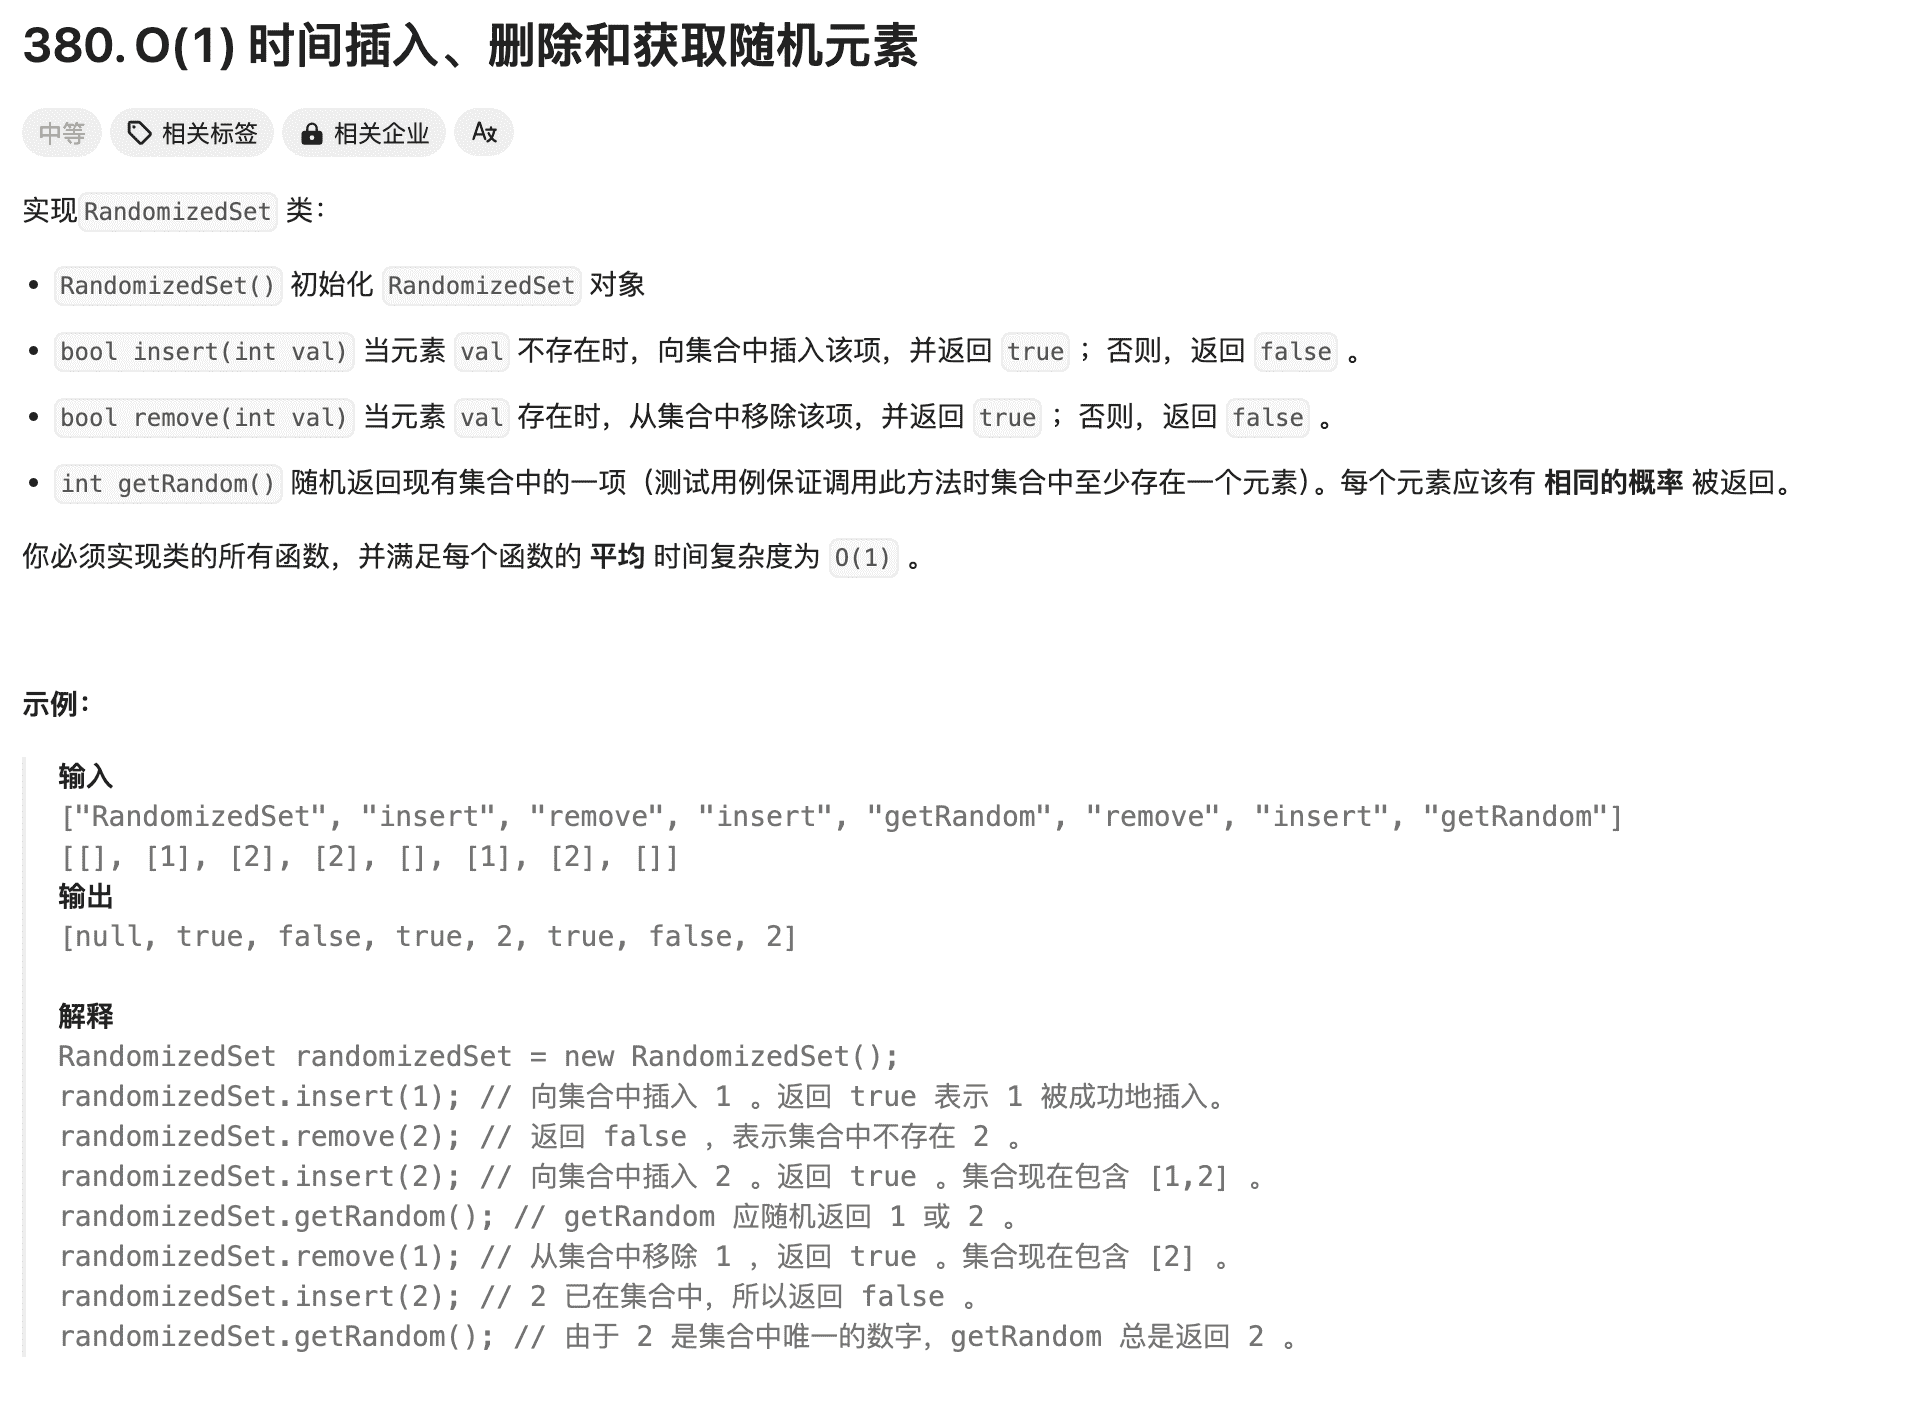 380. O(1) 时间插入、删除和获取随机元素
中等 相关标签 相关企业 A文
实现RandomizedSet 类：
• RandomizedSet() 初始化 RandomizedSet 对象
• bool insert(int val) 当元素 val 不存在时，向集合中插入该项，并返回 true ；否则，返回 false 。
• bool remove(int val) 当元素 val 存在时，从集合中移除该项，并返回 true ；否则，返回 false 。
• int getRandom() 随机返回现有集合中的一项（测试用例保证调用此方法时集合中至少存在一个元素）。每个元素应该有 相同的概率 被返回。
你必须实现类的所有函数，并满足每个函数的 平均 时间复杂度为 O(1) 。
示例：
输入
["RandomizedSet", "insert", "remove", "insert", "getRandom", "remove", "insert", "getRandom"]
[[], [1], [2], [2], [], [1], [2], []]
输出
[null, true, false, true, 2, true, false, 2]
解释
RandomizedSet randomizedSet = new RandomizedSet();
randomizedSet.insert(1); // 向集合中插入 1 。返回 true 表示 1 被成功地插入。
randomizedSet.remove(2); // 返回 false ，表示集合中不存在 2 。
randomizedSet.insert(2); // 向集合中插入 2 。返回 true 。集合现在包含 [1,2] 。
randomizedSet.getRandom(); // getRandom 应随机返回 1 或 2 。
randomizedSet.remove(1); // 从集合中移除 1 ，返回 true 。集合现在包含 [2] 。
randomizedSet.insert(2); // 2 已在集合中，所以返回 false 。
randomizedSet.getRandom(); // 由于 2 是集合中唯一的数字，getRandom 总是返回 2 。